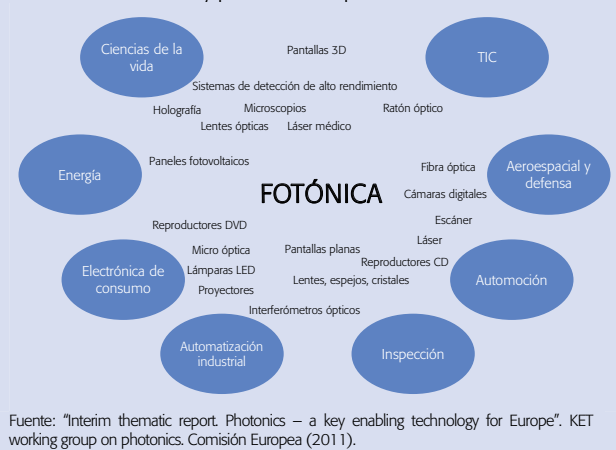 Ciencias de la
vida
Pantallas 3D
TIC
Sistemas de detección de alto rendimiento
Holografía
Microscopios
Ratón óptico
Lentes ópticas
Láser médico
Energía
Paneles fotovoltaicos
Fibra óptica
Aeroespacial y
defensa
FOTÓNICA
Cámaras digitales
Reproductores DVD
Escáner
Láser
Micro óptica
Pantallas planas
Reproductores CD
Electrónica de
consumo
Lámparas LED
Lentes, espejos, cristales
Automoción
Proyectores
Interferómetros ópticos
Automatización
industrial
Inspección
Fuente: “Interim thematic report. Photonics – a key enabling technology for Europe”. KET
working group on photonics. Comisión Europea (2011).